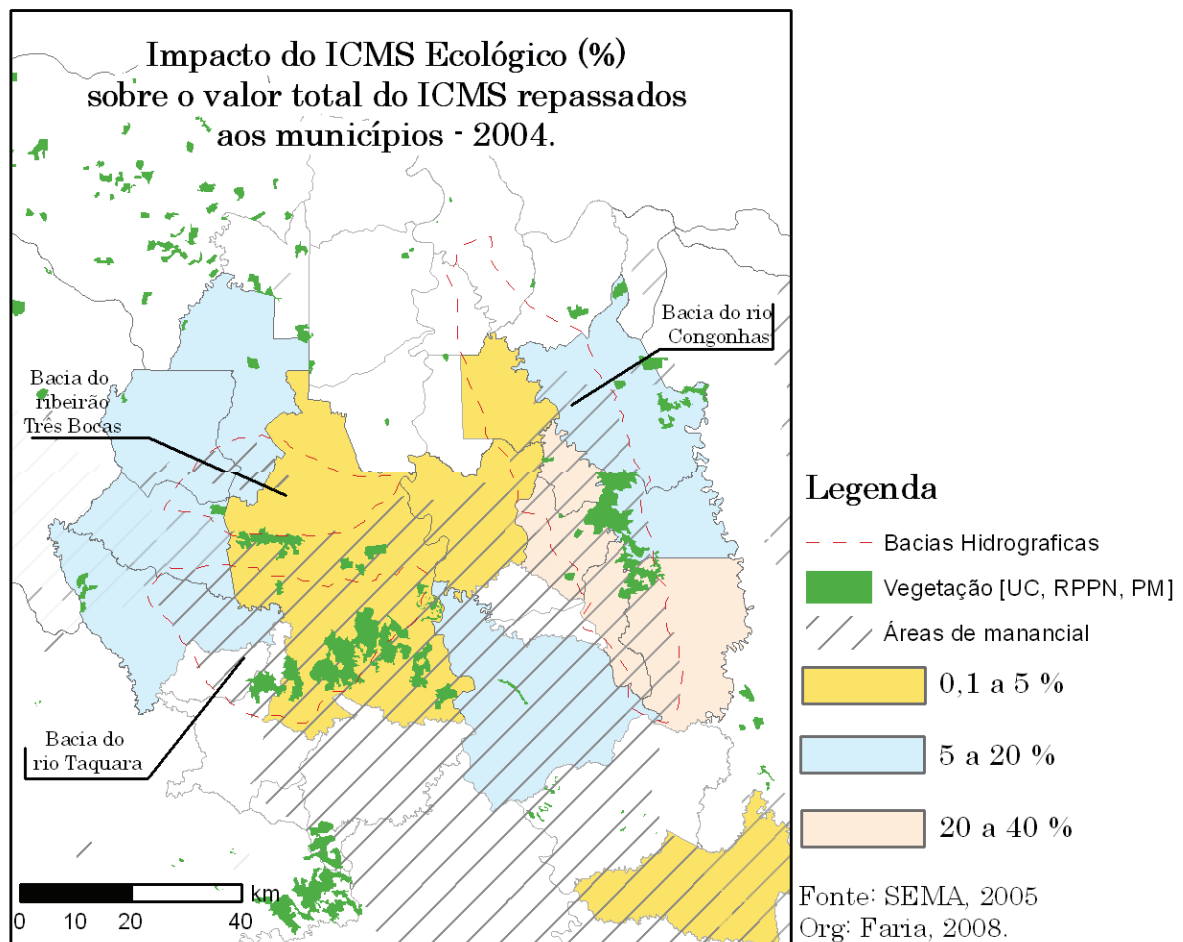 Impacto do ICMS Ecológico (%)
sobre o valor total do ICMS repassados
aos municípios - 2004.
Bacia do rio
Congonhas
Bacia do
ribeirão
Três Bocas
Bacia do
rio Taquara
km
0 10 20 40
Legenda
Bacias Hidrograficas
Vegetação [UC, RPPN, PM]
Áreas de manancial
0,1 a 5 %
5 a 20 %
20 a 40 %
Fonte: SEMA, 2005
Org: Faria, 2008.